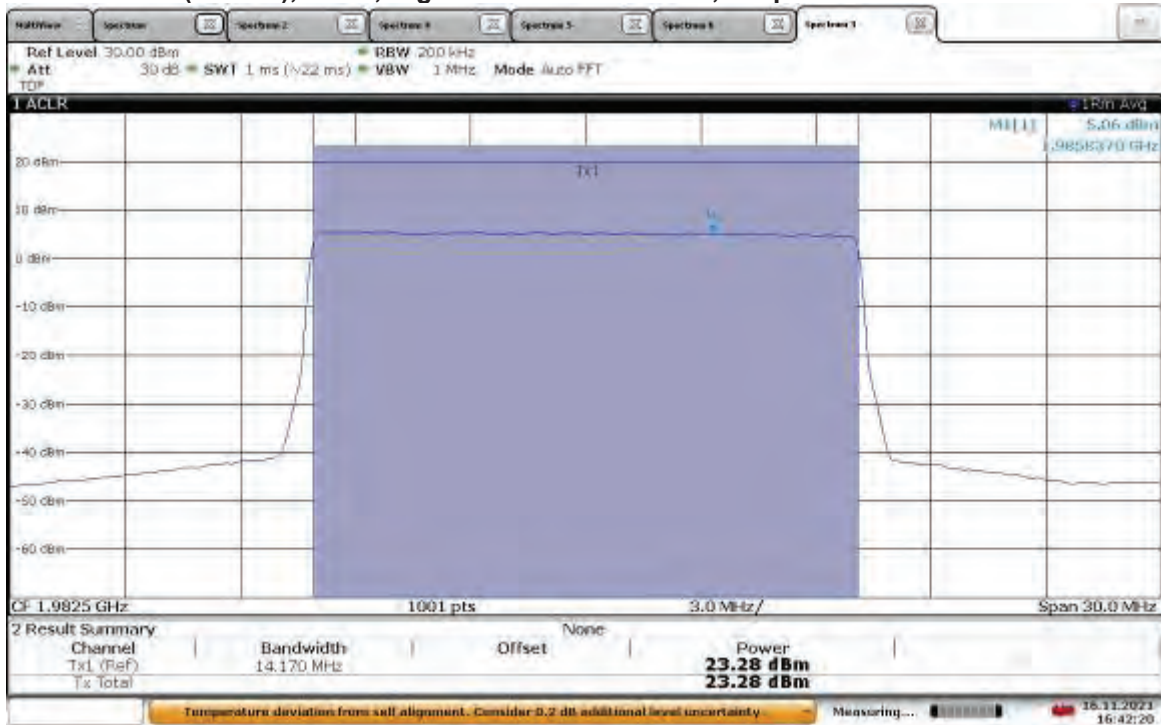 MultiView Spectrum Spectrum 2 Spectrum 4 Spectrum 5 Spectrum 6 Spectrum 3
Ref Level 30.00 dBm RBW 200 kHz
Att 30 dB SWT 1 ms (~22 ms) VBW 1 MHz Mode Auto FFT
TDF
1 ACLR 1Rm Avg
M1[1] 5.06 dBm
1.9858370 GHz
20 dBm
Tx1
10 dBm
0 dBm
-10 dBm
-20 dBm
-30 dBm
-40 dBm
-50 dBm
-60 dBm
CF 1.9825 GHz 1001 pts 3.0 MHz/ Span 30.0 MHz
2 Result Summary None
Channel Bandwidth Offset Power
Tx1 (Ref) 14.170 MHz 23.28 dBm
Tx Total 23.28 dBm
Temperature deviation from self alignment. Consider 0.2 dB additional level uncertainty Measuring... 16.11.2021
16:42:20